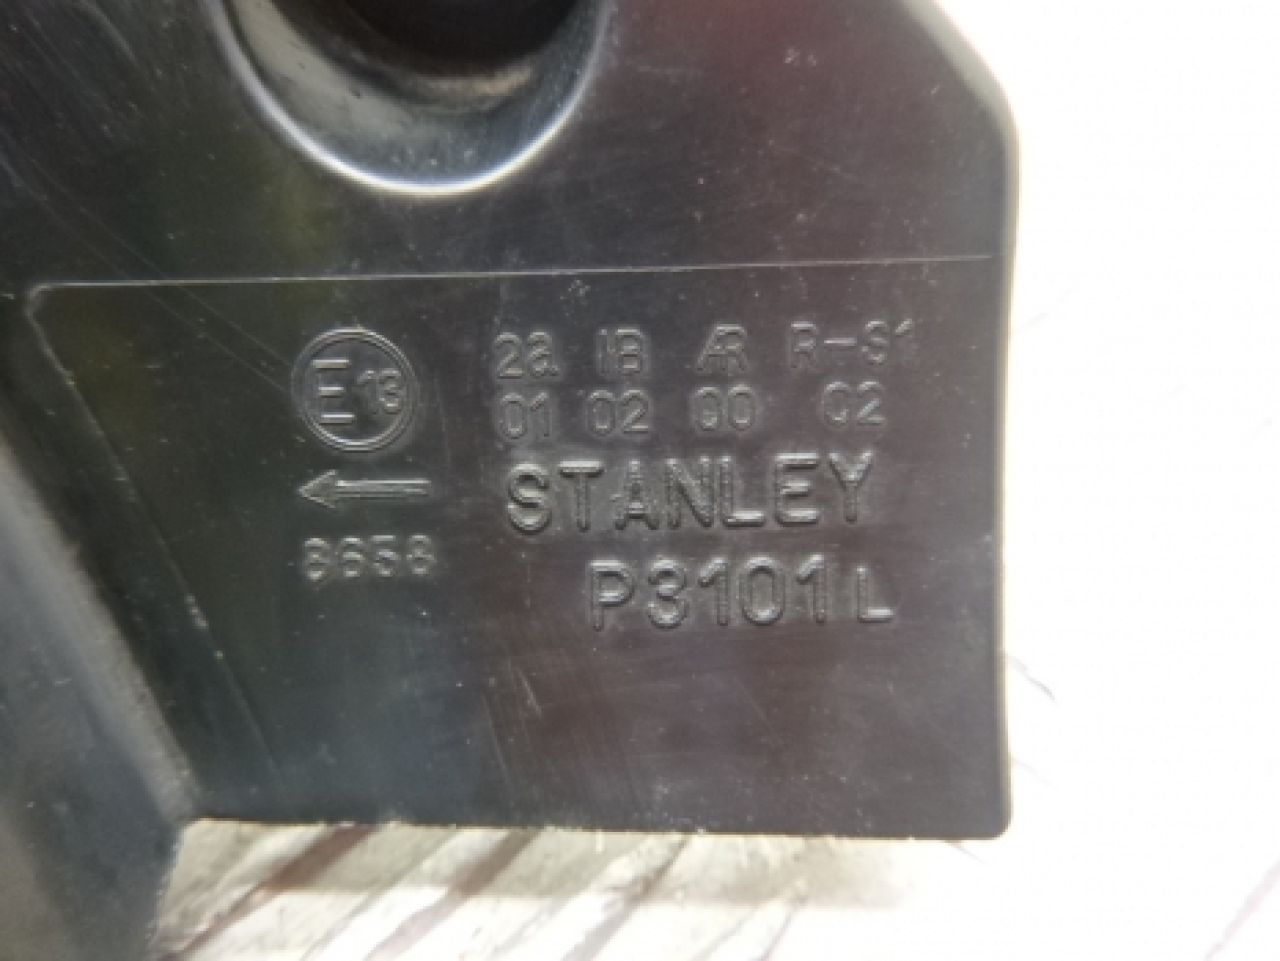 E13
2a IB AR R-S1
01 02 00 02
←
STANLEY
8658
P3101L